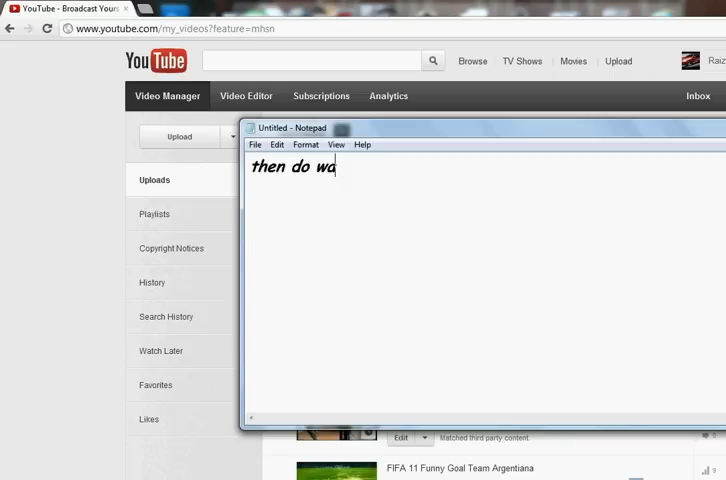 YouTube - Broadcast Yours
www.youtube.com/my_videos?feature=mhsn
YouTube
Browse
TV Shows
Movies
Upload
Raiz
Video Manager
Video Editor
Subscriptions
Analytics
Inbox
Upload
Untitled - Notepad
File
Edit
Format
View
Help
then do wa
Uploads
Playlists
Copyright Notices
History
Search History
Watch Later
Favorites
Likes
Edit
Matched third party content.
FIFA 11 Funny Goal Team Argentiana